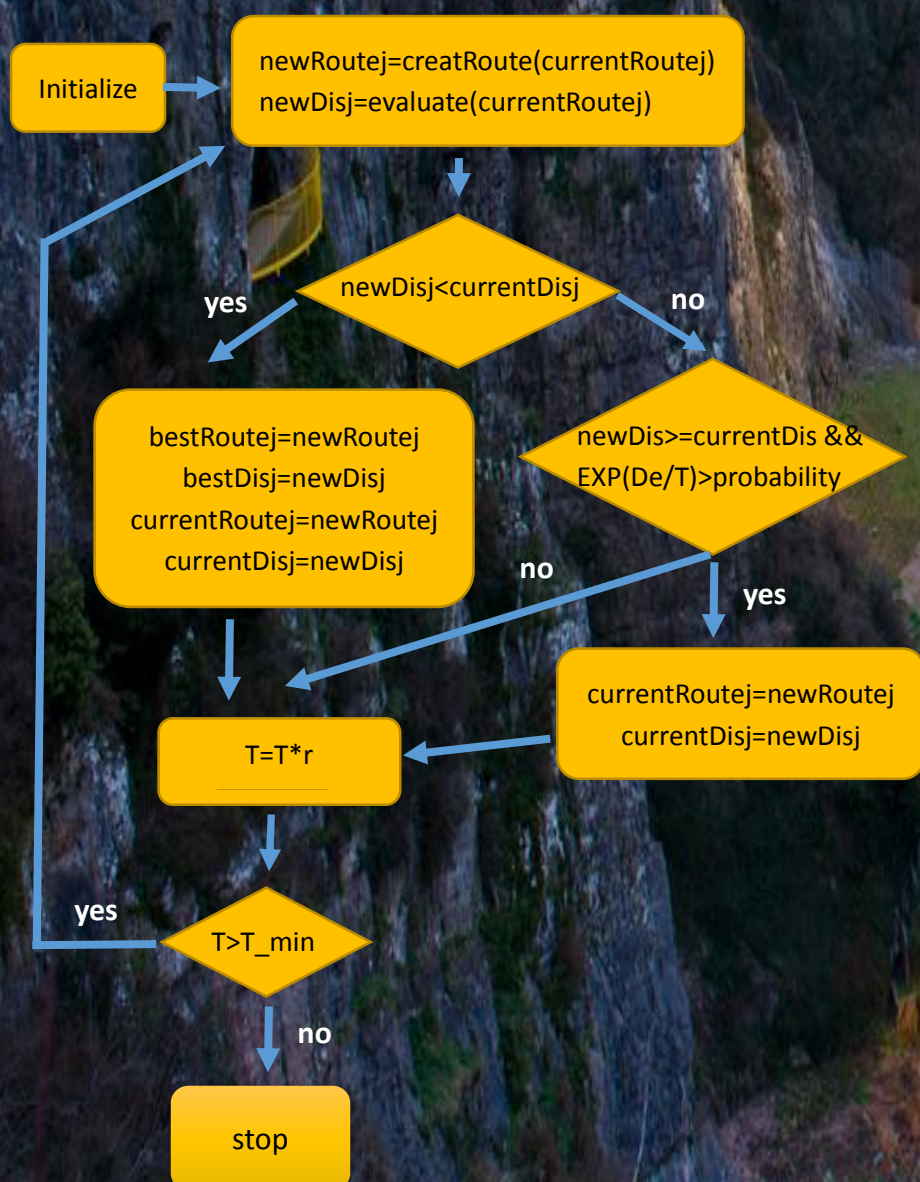 Initialize
newRoutej=creatRoute(currentRoutej)
newDisj=evaluate(currentRoutej)
newDisj<currentDisj
yes
no
bestRoutej=newRoutej
bestDisj=newDisj
currentRoutej=newRoutej
currentDisj=newDisj
newDis>=currentDis &&
EXP(De/T)>probability
no
yes
currentRoutej=newRoutej
currentDisj=newDisj
T=T*r
yes
T>T_min
no
stop